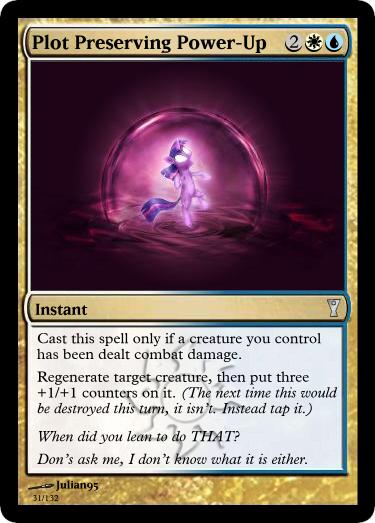 Plot Preserving Power-Up 2
Instant
Cast this spell only if a creature you control
has been dealt combat damage.
Regenerate target creature, then put three
+1/+1 counters on it. (The next time this would
be destroyed this turn, it isn't. Instead tap it.)
When did you lean to do THAT?
Don't ask me, I don't know what it is either.
Julian95
31/132